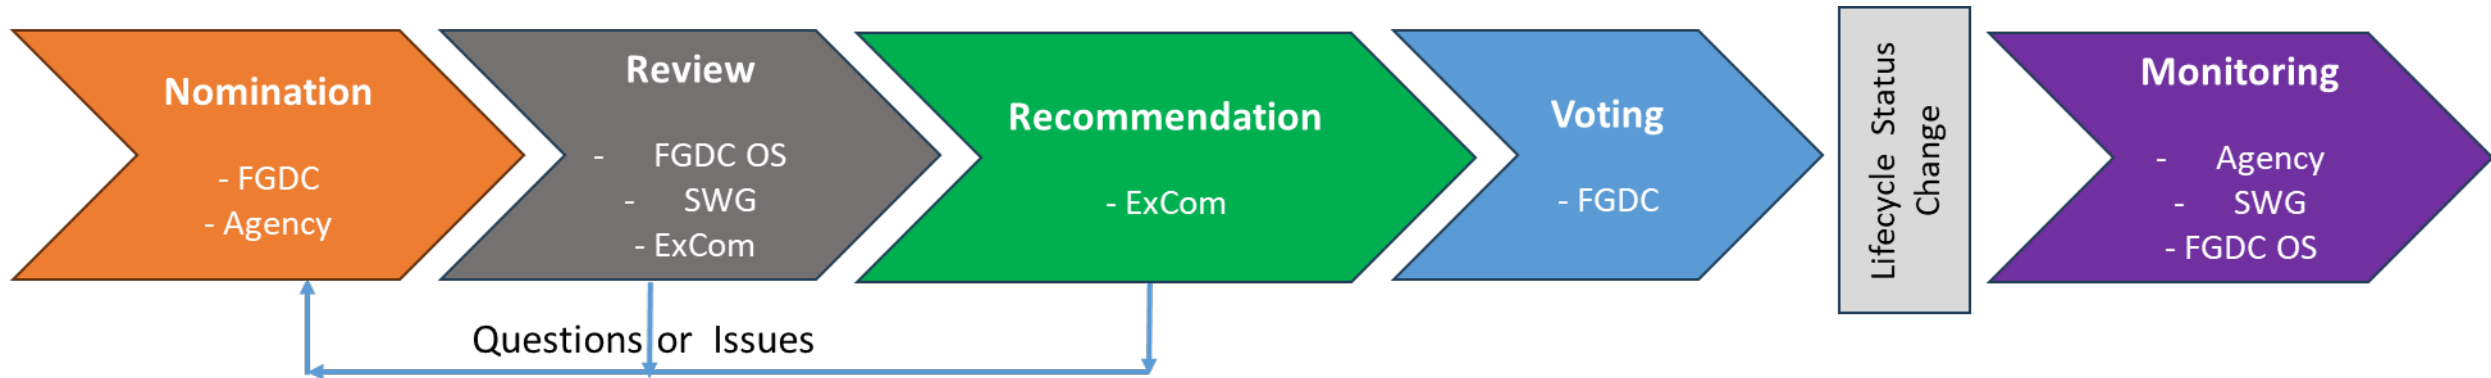 Nomination
- FGDC
- Agency
Review
- FGDC OS
- SWG
- ExCom
Recommendation
- ExCom
Voting
- FGDC
Lifecycle Status
Change
Monitoring
- Agency
- SWG
- FGDC OS
Questions or Issues